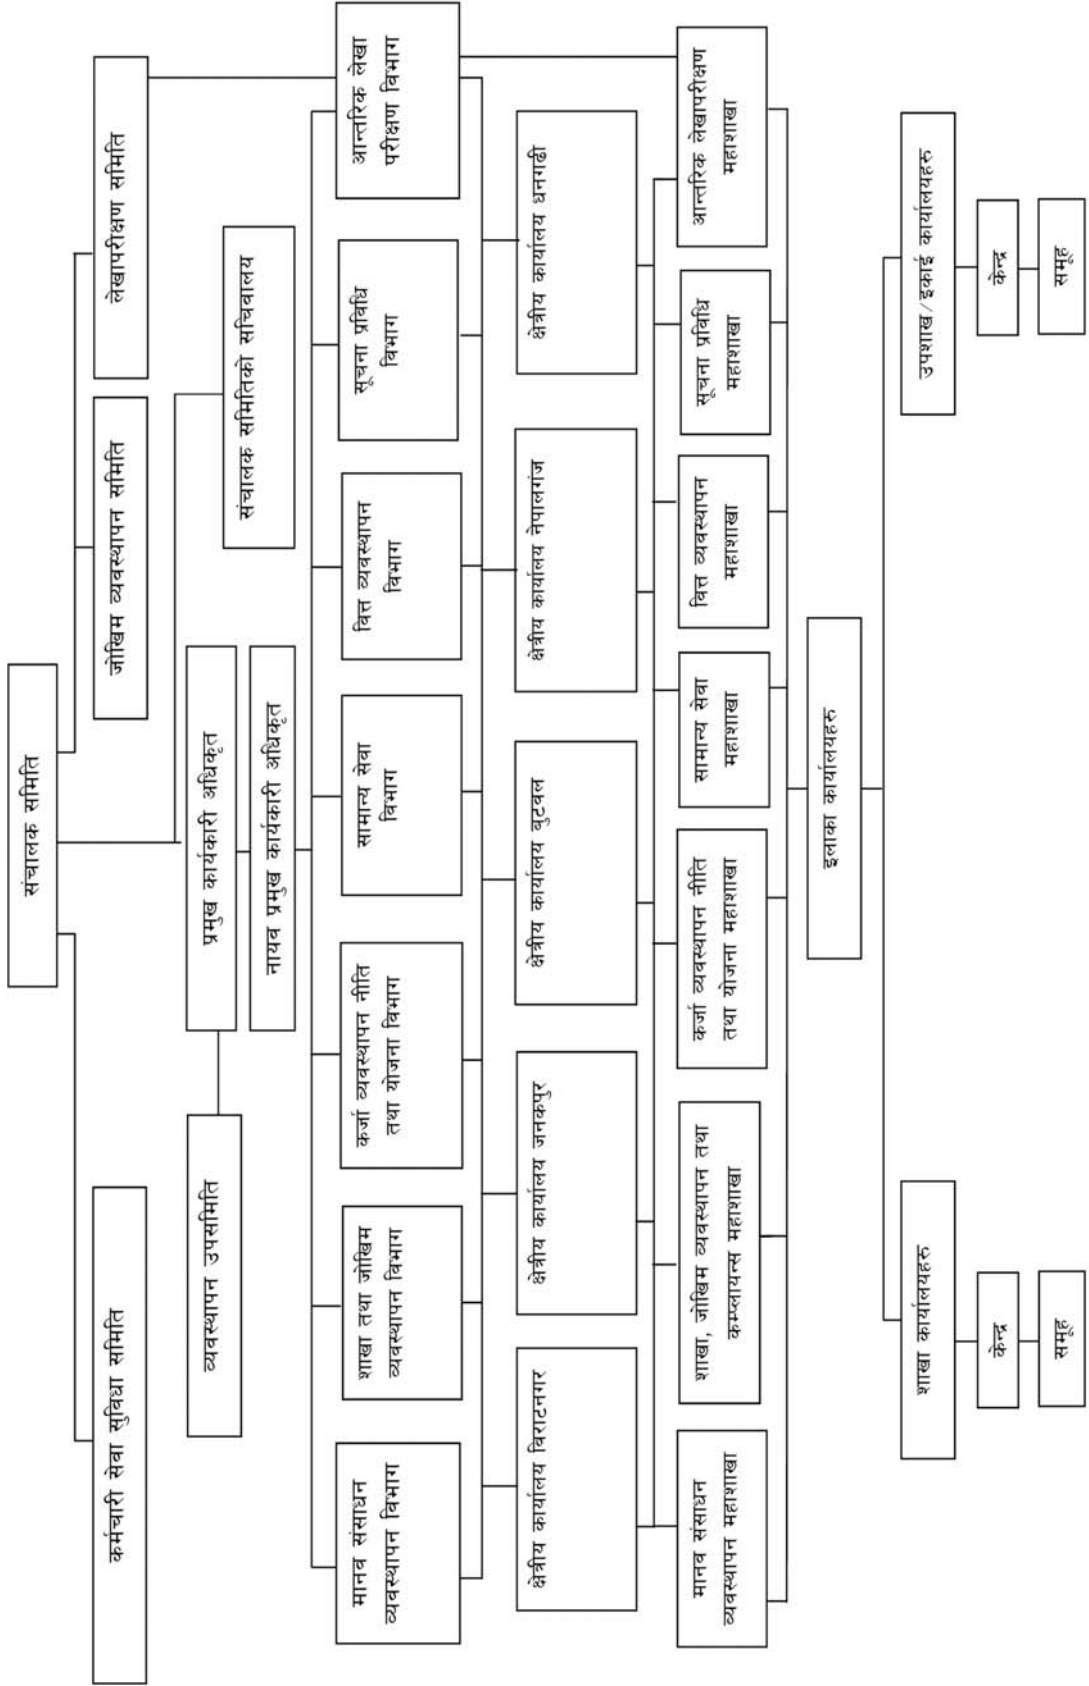 संचालक समिति
कर्मचारी सेवा सुविधा समिति
जोखिम व्यवस्थापन समिति
लेखापरीक्षण समिति
व्यवस्थापन उपसमिति
प्रमुख कार्यकारी अधिकृत
संचालक समितिको सचिवालय
नायव प्रमुख कार्यकारी अधिकृत
मानव संसाधन
व्यवस्थापन विभाग
शाखा तथा जोखिम
व्यवस्थापन विभाग
कर्जा व्यवस्थापन नीति
तथा योजना विभाग
सामान्य सेवा
विभाग
वित्त व्यवस्थापन
विभाग
सूचना प्रविधि
विभाग
आन्तरिक लेखा
परीक्षण विभाग
क्षेत्रीय कार्यालय विराटनगर
क्षेत्रीय कार्यालय जनकपुर
क्षेत्रीय कार्यालय बुटवल
क्षेत्रीय कार्यालय नेपालगंज
क्षेत्रीय कार्यालय धनगढी
मानव संसाधन
व्यवस्थापन महाशाखा
शाखा, जोखिम व्यवस्थापन तथा
कम्प्लायन्स महाशाखा
कर्जा व्यवस्थापन नीति
तथा योजना महाशाखा
सामान्य सेवा
महाशाखा
वित्त व्यवस्थापन
महाशाखा
सूचना प्रविधि
महाशाखा
आन्तरिक लेखापरीक्षण
महाशाखा
इलाका कार्यालयहरु
शाखा कार्यालयहरु
उपशाख/इकाई कार्यालयहरु
केन्द्र
केन्द्र
समूह
समूह